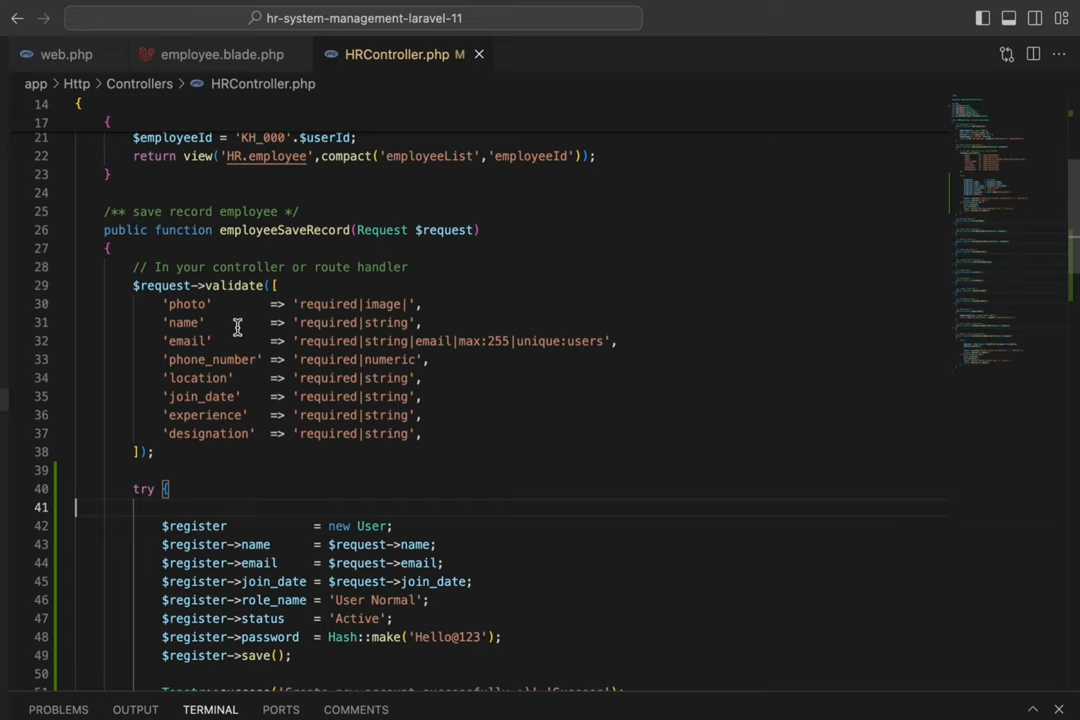 hr-system-management-laravel-11
web.php employee.blade.php HRController.php M
app > Http > Controllers > HRController.php
14 {
17 {
21 $employeeId = 'KH_000'.$userId;
22 return view('HR.employee',compact('employeeList','employeeId'));
23 }
24
25 /** save record employee */
26 public function employeeSaveRecord(Request $request)
27 {
28 // In your controller or route handler
29 $request->validate([
30 'photo' => 'required|image|',
31 'name' => 'required|string',
32 'email' => 'required|string|email|max:255|unique:users',
33 'phone_number' => 'required|numeric',
34 'location' => 'required|string',
35 'join_date' => 'required|string',
36 'experience' => 'required|string',
37 'designation' => 'required|string',
38 ]);
39
40 try {
41
42 $register = new User;
43 $register->name = $request->name;
44 $register->email = $request->email;
45 $register->join_date = $request->join_date;
46 $register->role_name = 'User Normal';
47 $register->status = 'Active';
48 $register->password = Hash::make('Hello@123');
49 $register->save();
50
PROBLEMS OUTPUT TERMINAL PORTS COMMENTS